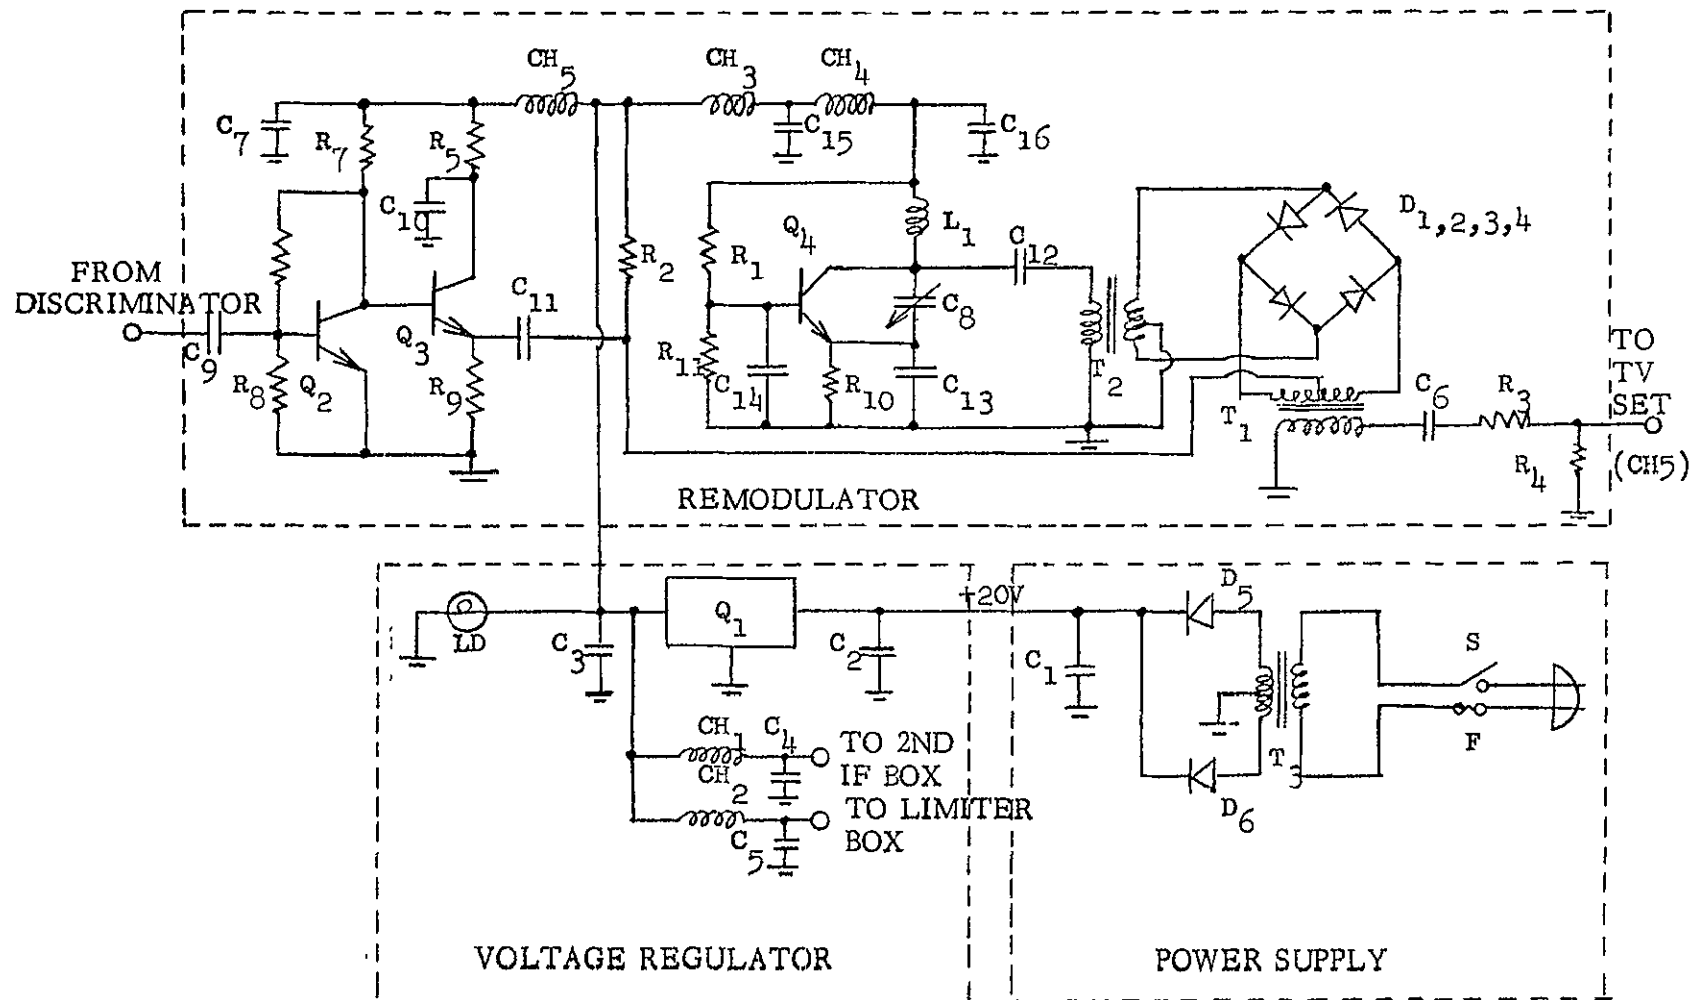 CH5
CH3
CH4
C7
R7
R5
C15
C16
C10
Q4
L1
C12
D1,2,3,4
R2
R1
FROM
DISCRIMINATOR
C11
C8
C9
Q3
R11
R8
Q2
R9
C14
R10
C13
T2
T1
C6
R3
TO
TV
SET
(CH5)
R4
REMODULATOR
+20V
D5
LD
C3
Q1
C2
C1
S
CH1
C4
TO 2ND
IF BOX
CH2
T3
F
TO LIMITER
BOX
C5
D6
VOLTAGE REGULATOR
POWER SUPPLY